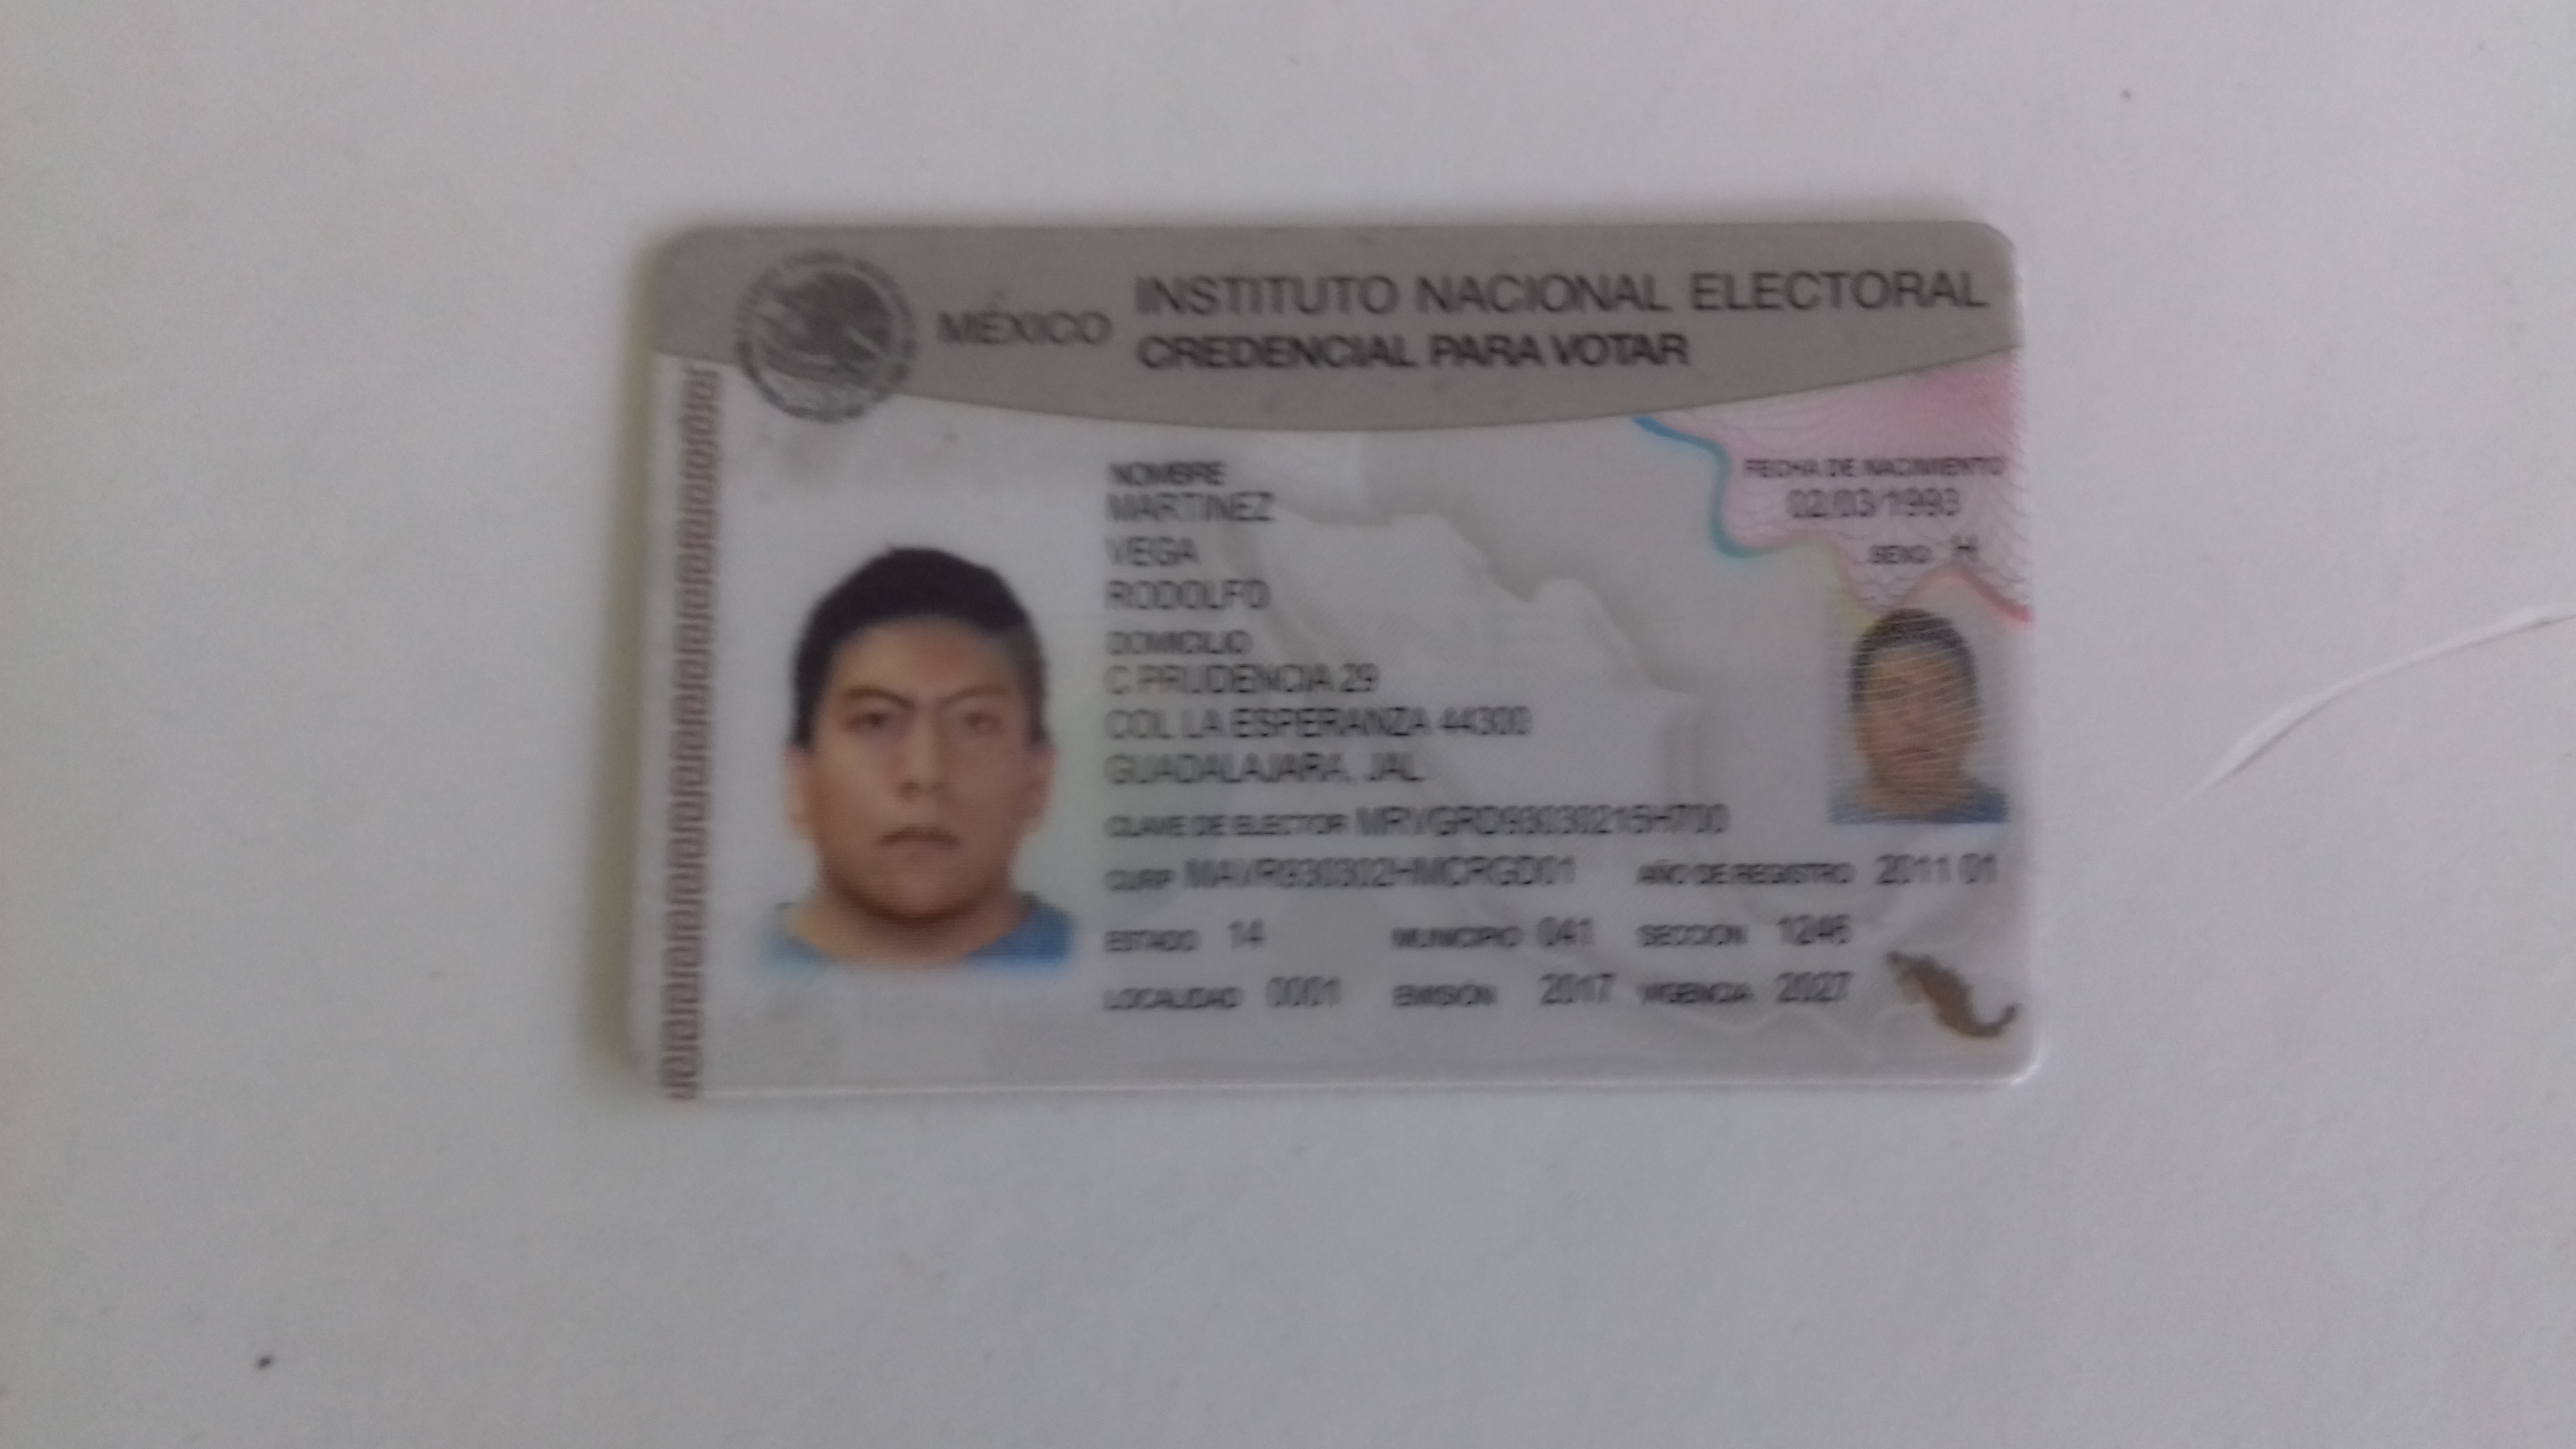 MÉXICO
INSTITUTO NACIONAL ELECTORAL
CREDENCIAL PARA VOTAR
NOMBRE
MARTINEZ
VEGA
RODOLFO
FECHA DE NACIMIENTO
02/03/1993
SEXO H
DOMICILIO
C PRUDENCIA 29
COL LA ESPERANZA 44300
GUADALAJARA, JAL.
CLAVE DE ELECTOR MRVGRD93030215H700
CURP MAVR930302HMCRGD01 AÑO DE REGISTRO 2011 01
ESTADO 14 MUNICIPIO 041 SECCIÓN 1246
LOCALIDAD 0001 EMISIÓN 2017 VIGENCIA 2027